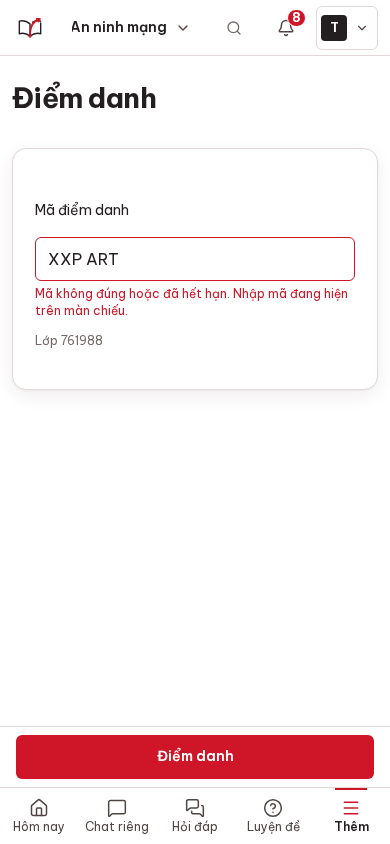 An ninh mạng
8
T
Điểm danh
Mã điểm danh
XXP ART
Mã không đúng hoặc đã hết hạn. Nhập mã đang hiện
trên màn chiếu.
Lớp 761988
Điểm danh
Hôm nay
Chat riêng
Hỏi đáp
Luyện đề
Thêm